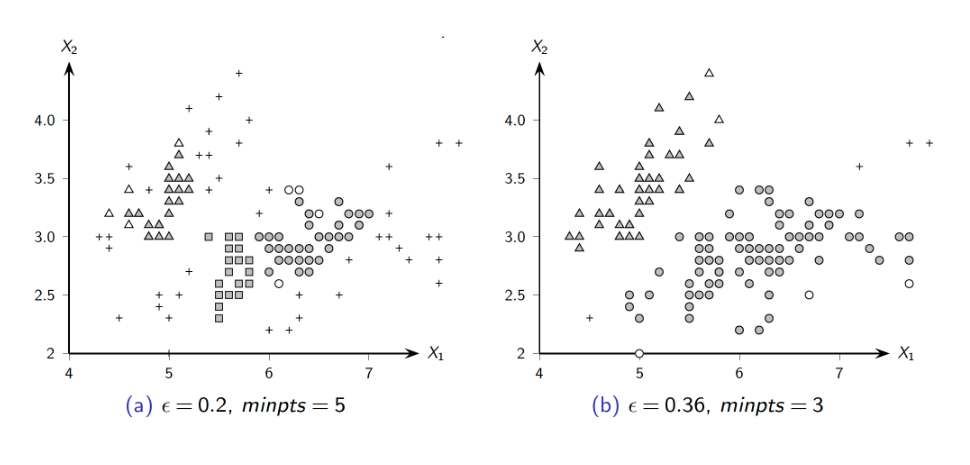 X2 X2
4.0 4.0
3.5 3.5
3.0 3.0
2.5 2.5
2 X1 2 X1
4 5 6 7 4 5 6 7
(a) ϵ = 0.2, minpts = 5 (b) ϵ = 0.36, minpts = 3